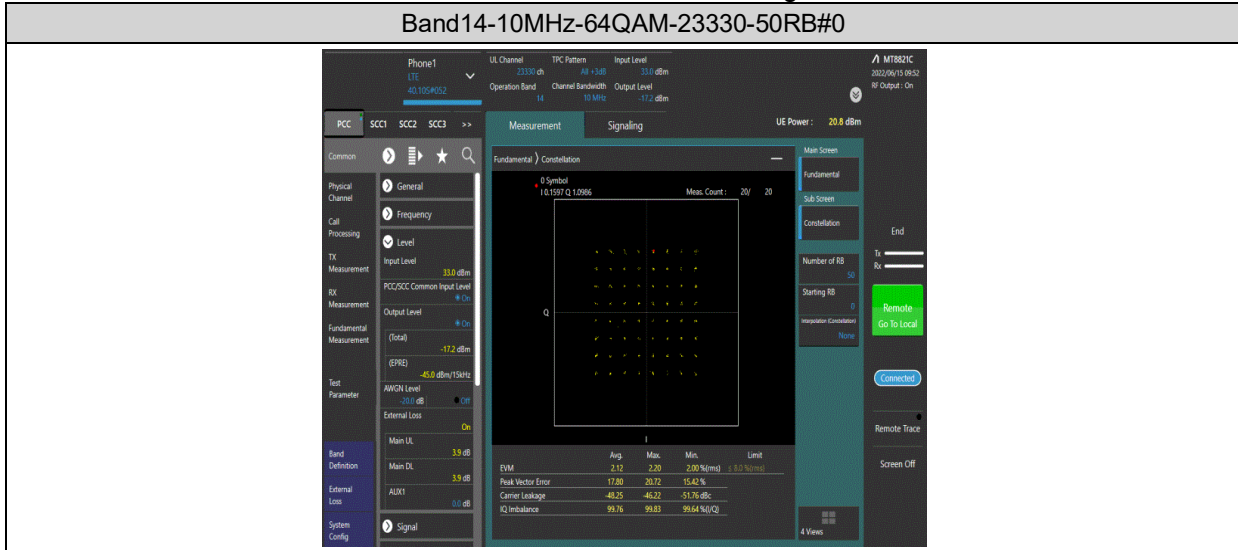 Band14-10MHz-64QAM-23330-50RB#0
Phone1
LTE
40.10S#052
UL Channel
23330 ch
TPC Pattern
All +3dB
Input Level
33.0 dBm
Operation Band
14
Channel Bandwidth
10 MHz
Output Level
-17.2 dBm
MT8821C
2022/06/15 09:52
RF Output : On
PCC SCC1 SCC2 SCC3 >>
Measurement Signaling
UE Power : 20.8 dBm
Common
Physical
Channel
Call
Processing
TX
Measurement
RX
Measurement
Fundamental
Measurement
Test
Parameter
Band
Definition
External
Loss
System
Config
General
Frequency
Level
Input Level
33.0 dBm
PCC/SCC Common Input Level
On
Output Level
On
(Total)
-17.2 dBm
(EPRE)
-45.0 dBm/15kHz
AWGN Level
-20.0 dB Off
External Loss
On
Main UL
3.9 dB
Main DL
3.9 dB
AUX1
0.0 dB
Signal
Fundamental Constellation
0 Symbol
I 0.1597 Q 1.0986
Meas. Count : 20/ 20
Q
I
Avg. Max. Min. Limit
EVM 2.12 2.20 2.00 %(rms) ≤ 8.0 %(rms)
Peak Vector Error 17.80 20.72 15.42 %
Carrier Leakage -48.25 -46.22 -51.76 dBc
IQ Imbalance 99.76 99.83 99.64 %(I/Q)
Main Screen
Fundamental
Sub Screen
Constellation
Number of RB
50
Starting RB
0
Interpolation (Constellation)
None
4 Views
End
Tx
Rx
Remote
Go To Local
Connected
Remote Trace
Screen Off